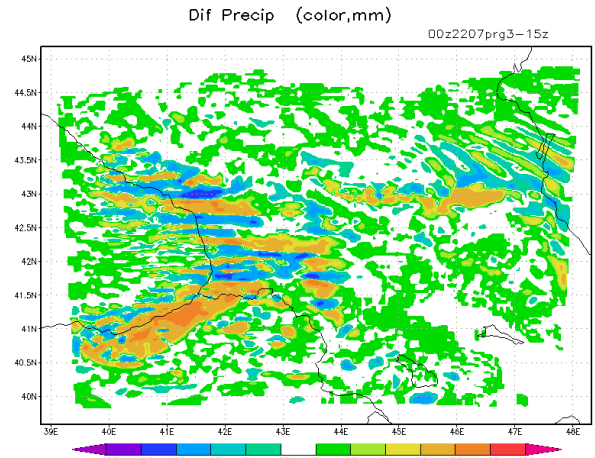 Dif Precip (color,mm)
00z2207prg3-15z
45N
44.5N
44N
43.5N
43N
42.5N
42N
41.5N
41N
40.5N
40N
39E 40E 41E 42E 43E 44E 45E 46E 47E 48E